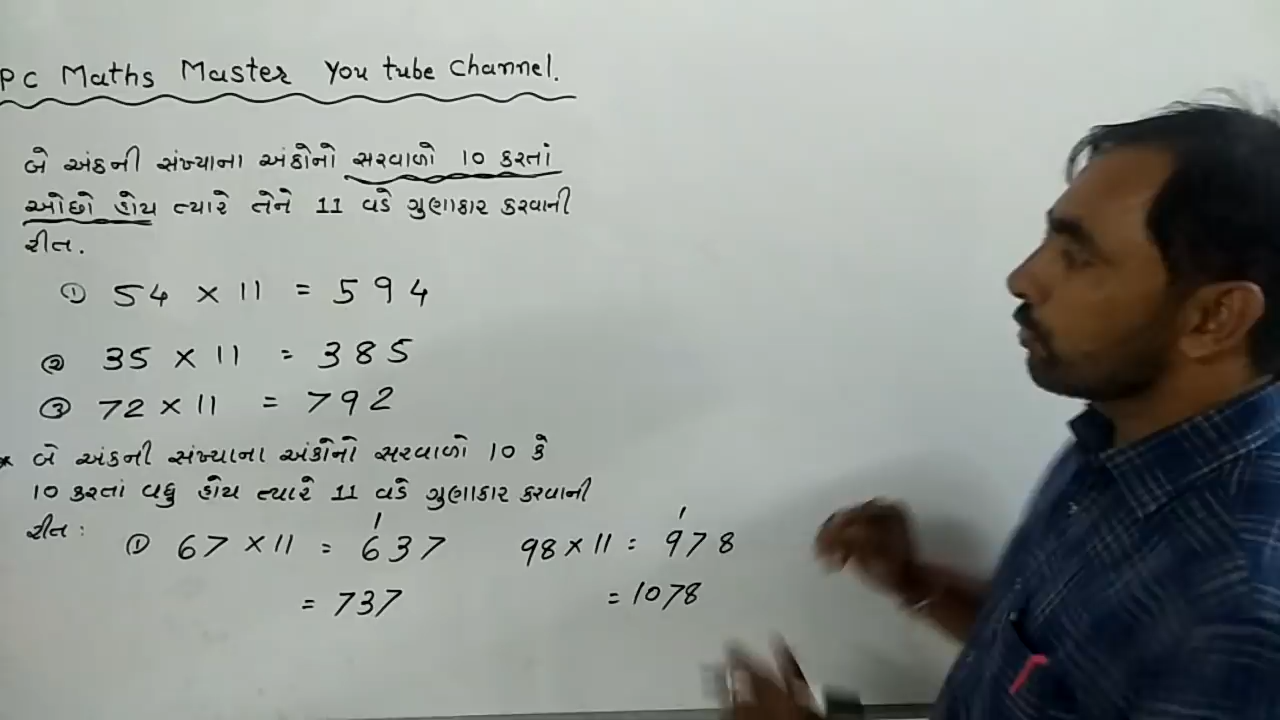 PC Maths Master You tube Channel.
બે અંકની સંખ્યાના અંકોનો સરવાળો 10 કરતાં
ઓછો હોય ત્યારે તેને 11 વડે ગુણાકાર કરવાની
રીત.
① 54 × 11 = 594
② 35 × 11 = 385
③ 72 × 11 = 792
* બે અંકની સંખ્યાના અંકોનો સરવાળો 10 કે
10 કરતાં વધુ હોય ત્યારે 11 વડે ગુણાકાર કરવાની
રીત: 1 1
① 67 × 11 = 637 98 × 11 = 978
= 737 = 1078